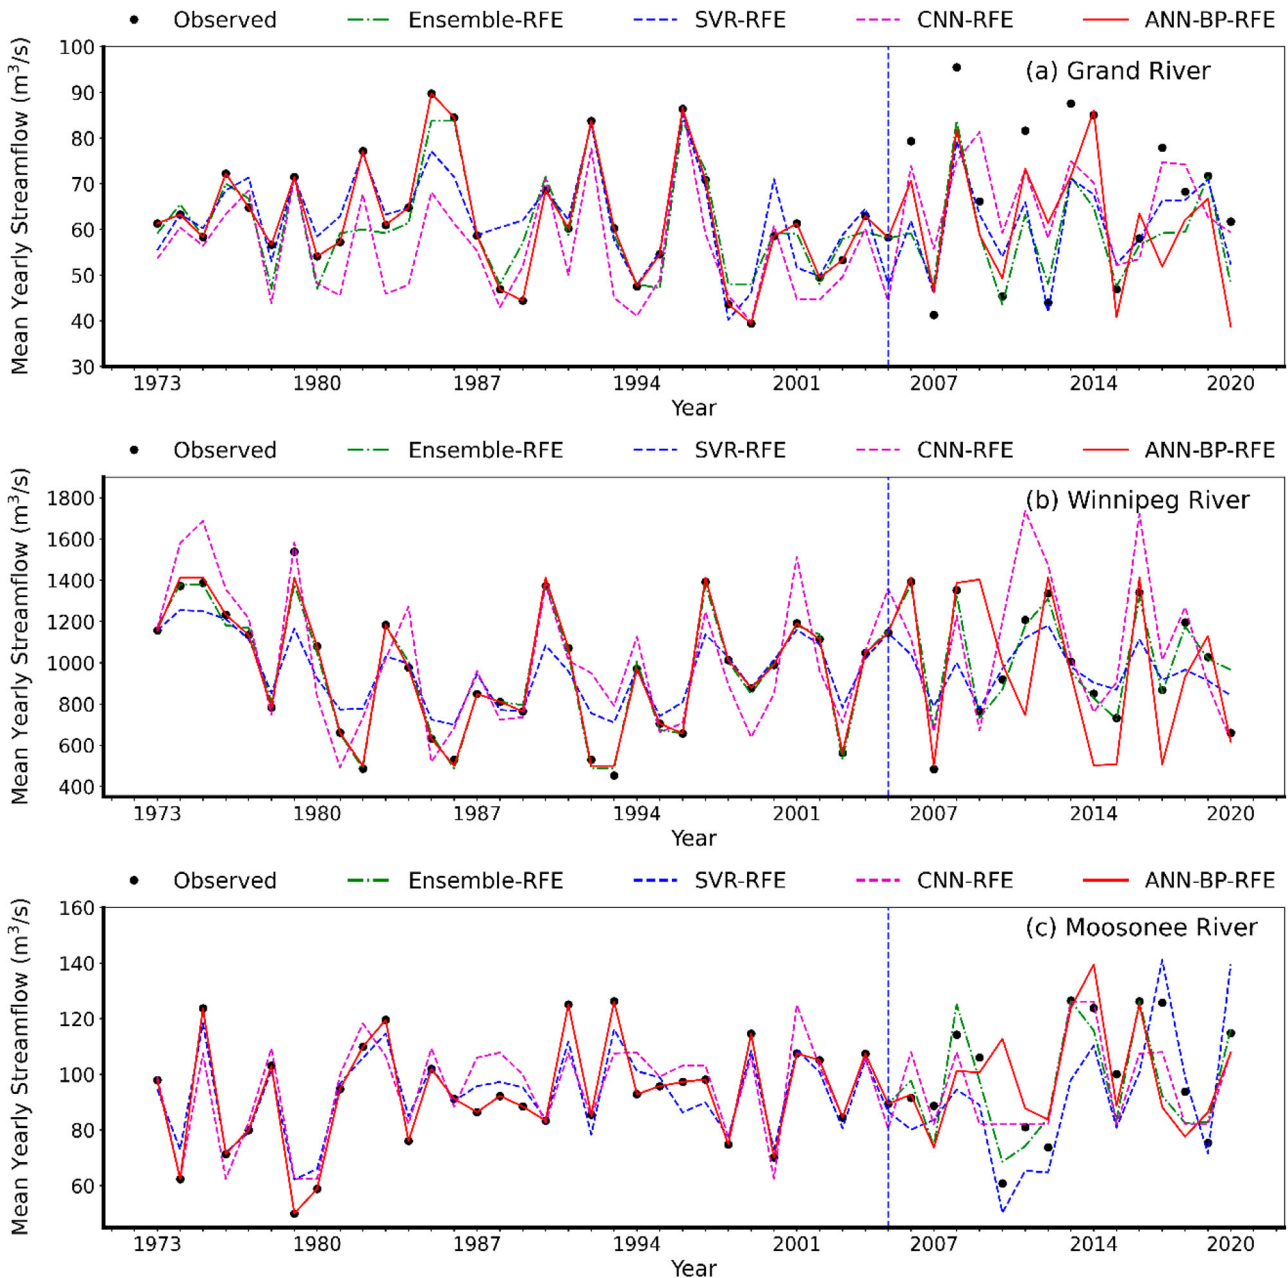 Observed Ensemble-RFE SVR-RFE CNN-RFE ANN-BP-RFE
(a) Grand River
Mean Yearly Streamflow (m³/s)
100
90
80
70
60
50
40
30
1973 1980 1987 1994 2001 2007 2014 2020
Year
Observed Ensemble-RFE SVR-RFE CNN-RFE ANN-BP-RFE
(b) Winnipeg River
Mean Yearly Streamflow (m³/s)
1800
1600
1400
1200
1000
800
600
400
1973 1980 1987 1994 2001 2007 2014 2020
Year
Observed Ensemble-RFE SVR-RFE CNN-RFE ANN-BP-RFE
(c) Moosonee River
Mean Yearly Streamflow (m³/s)
160
140
120
100
80
60
1973 1980 1987 1994 2001 2007 2014 2020
Year